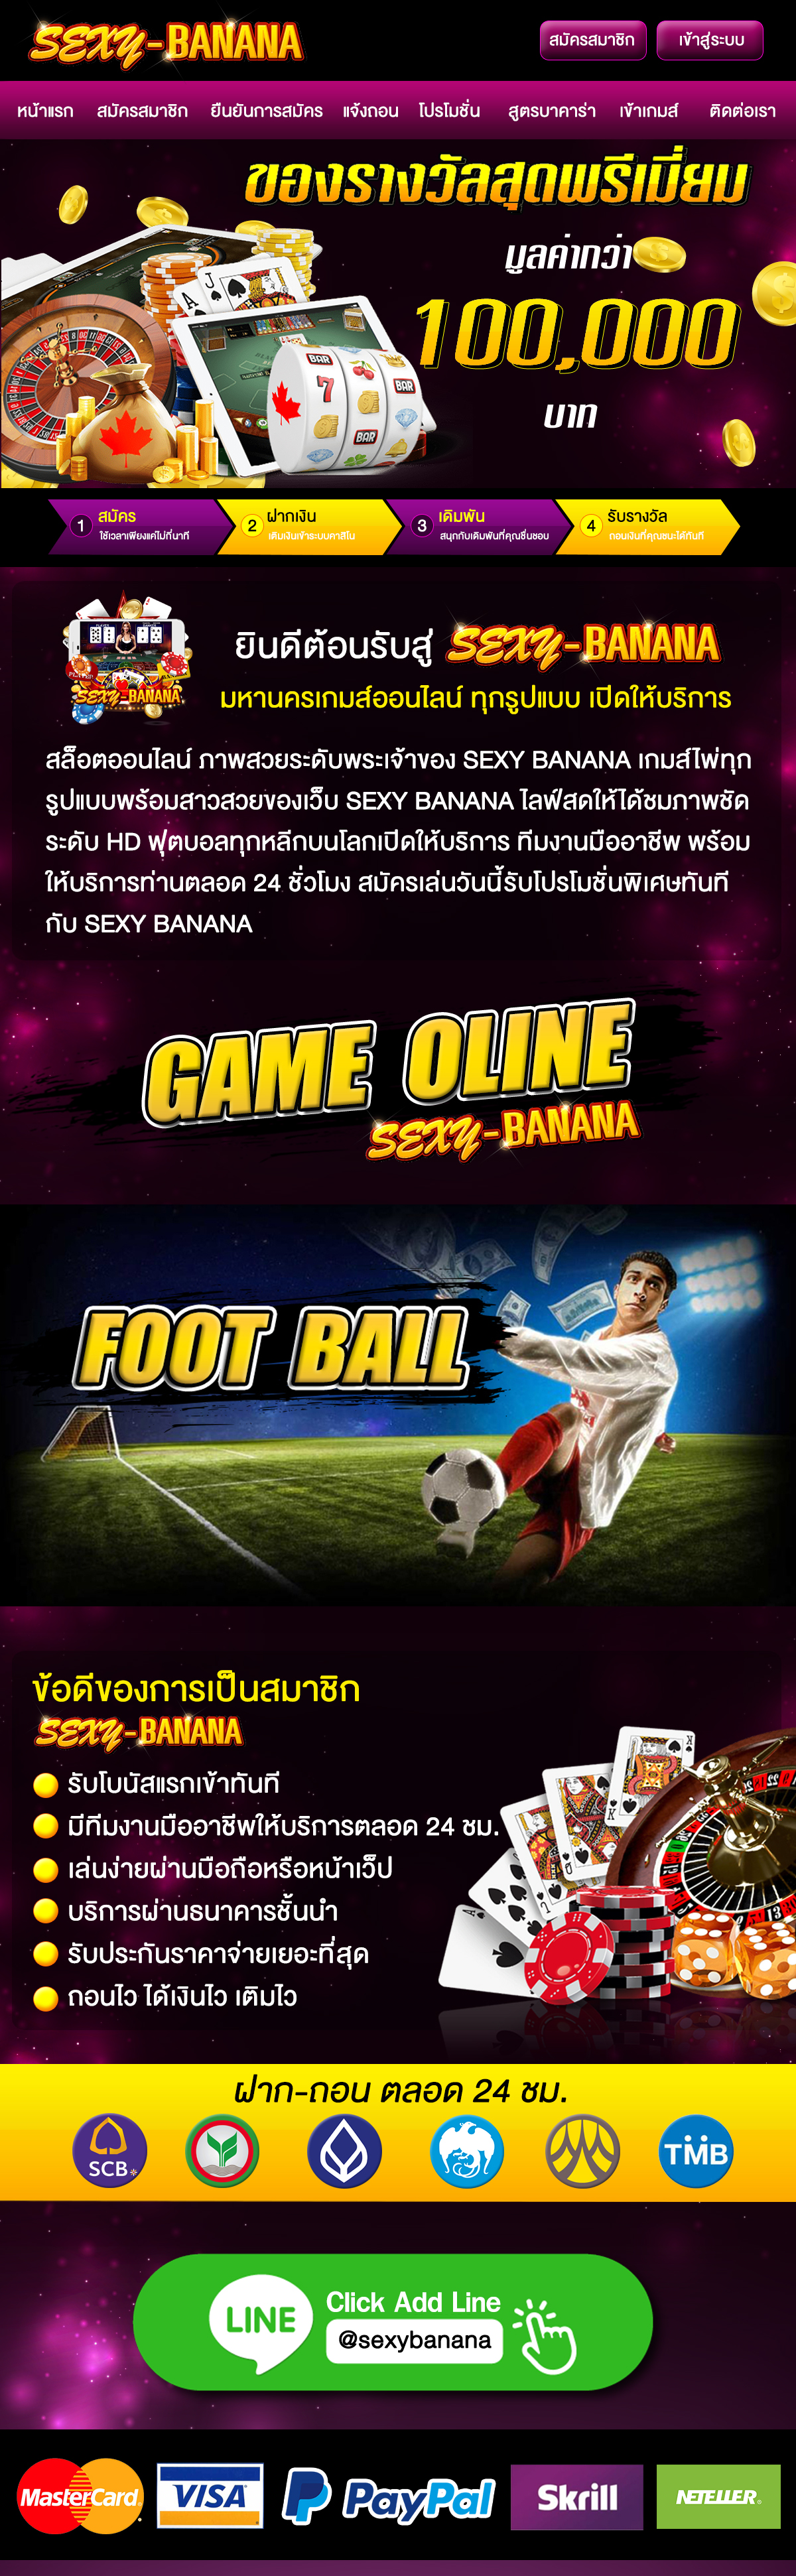 SEXY-BANANA
สมัครสมาชิก
เข้าสู่ระบบ
หน้าแรก สมัครสมาชิก ยืนยันการสมัคร แจ้งถอน โปรโมชั่น สูตรบาคาร่า เข้าเกมส์ ติดต่อเรา
ของรางวัลสุดพรีเมี่ยม
มูลค่ากว่า
100,000
บาท
BAR
7
BAR
BAR
1 สมัคร
ใช้เวลาเพียงแค่ไม่กี่นาที
2 ฝากเงิน
เติมเงินเข้าระบบคาสิโน
3 เดิมพัน
สนุกกับเดิมพันที่คุณชื่นชอบ
4 รับรางวัล
ถอนเงินที่คุณชนะได้ทันที
SEXY-BANANA
ยินดีต้อนรับสู่ SEXY-BANANA
มหานครเกมส์ออนไลน์ ทุกรูปแบบ เปิดให้บริการ
สล็อตออนไลน์ ภาพสวยระดับพระเจ้าของ SEXY BANANA เกมส์ไพ่ทุก
รูปแบบพร้อมสาวสวยของเว็บ SEXY BANANA ไลฟ์สดให้ได้ชมภาพชัด
ระดับ HD ฟุตบอลทุกหลีกบนโลกเปิดให้บริการ ทีมงานมืออาชีพ พร้อม
ให้บริการท่านตลอด 24 ชั่วโมง สมัครเล่นวันนี้รับโปรโมชั่นพิเศษทันที
กับ SEXY BANANA
GAME OLINE
SEXY-BANANA
FOOT BALL
ข้อดีของการเป็นสมาชิก
SEXY-BANANA
รับโบนัสแรกเข้าทันที
มีทีมงานมืออาชีพให้บริการตลอด 24 ชม.
เล่นง่ายผ่านมือถือหรือหน้าเว็ป
บริการผ่านธนาคารชั้นนำ
รับประกันราคาจ่ายเยอะที่สุด
ถอนไว ได้เงินไว เติมไว
ฝาก-ถอน ตลอด 24 ชม.
SCB
TMB
LINE
Click Add Line
@sexybanana
MasterCard
VISA
PayPal
Skrill
NETELLER